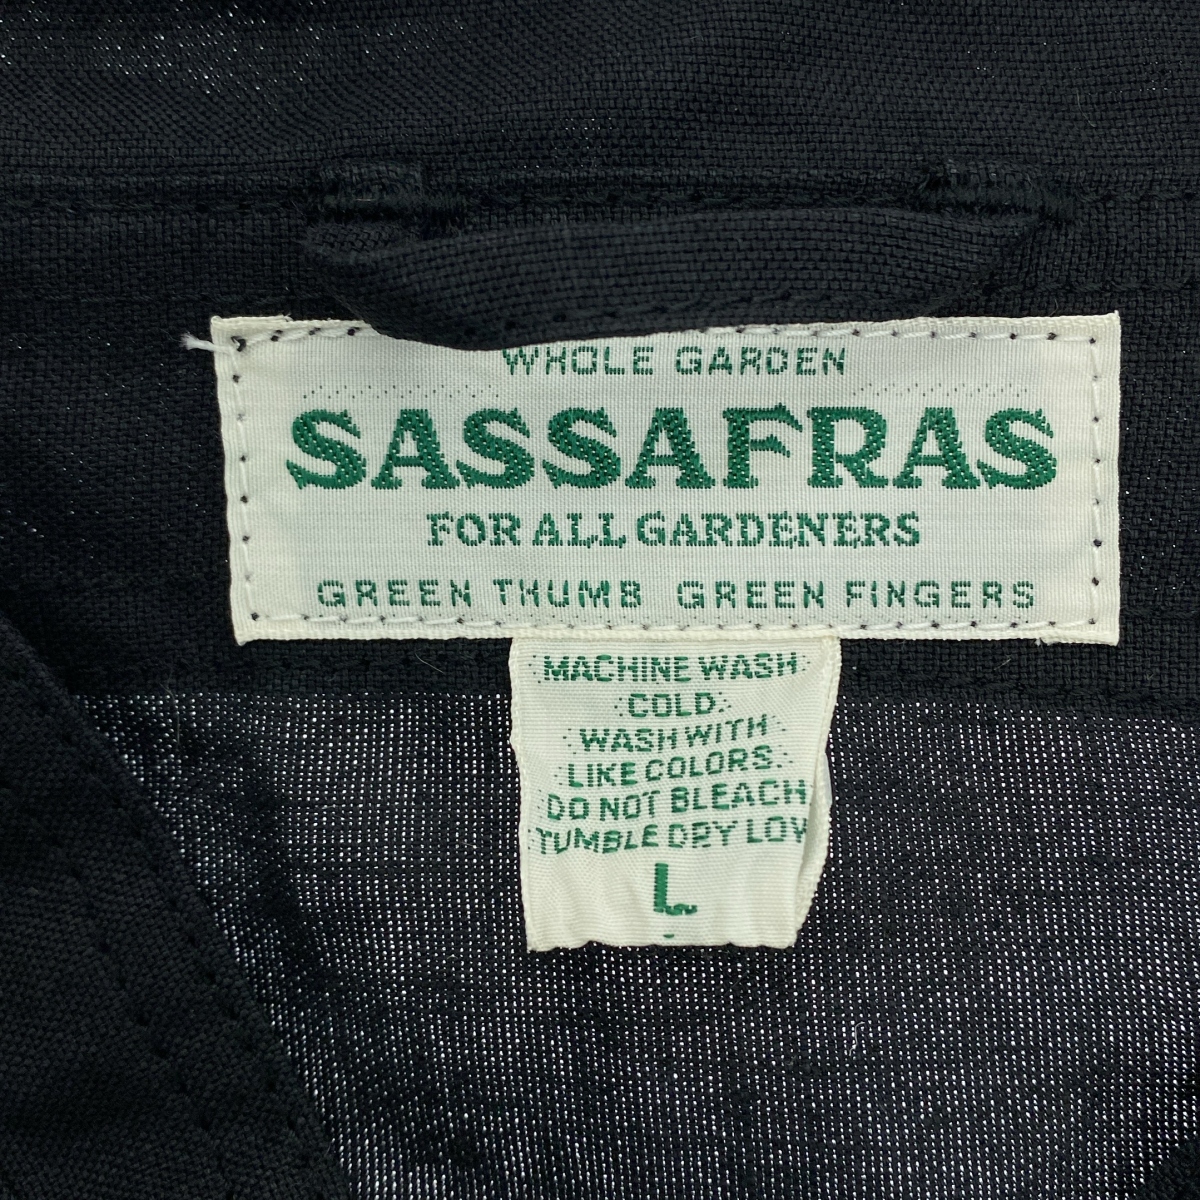 WHOLE GARDEN
SASSAFRAS
FOR ALL GARDENERS
GREEN THUMB GREEN FINGERS
MACHINE WASH
COLD
WASH WITH
LIKE COLORS
DO NOT BLEACH
TUMBLE DRY LOW
L